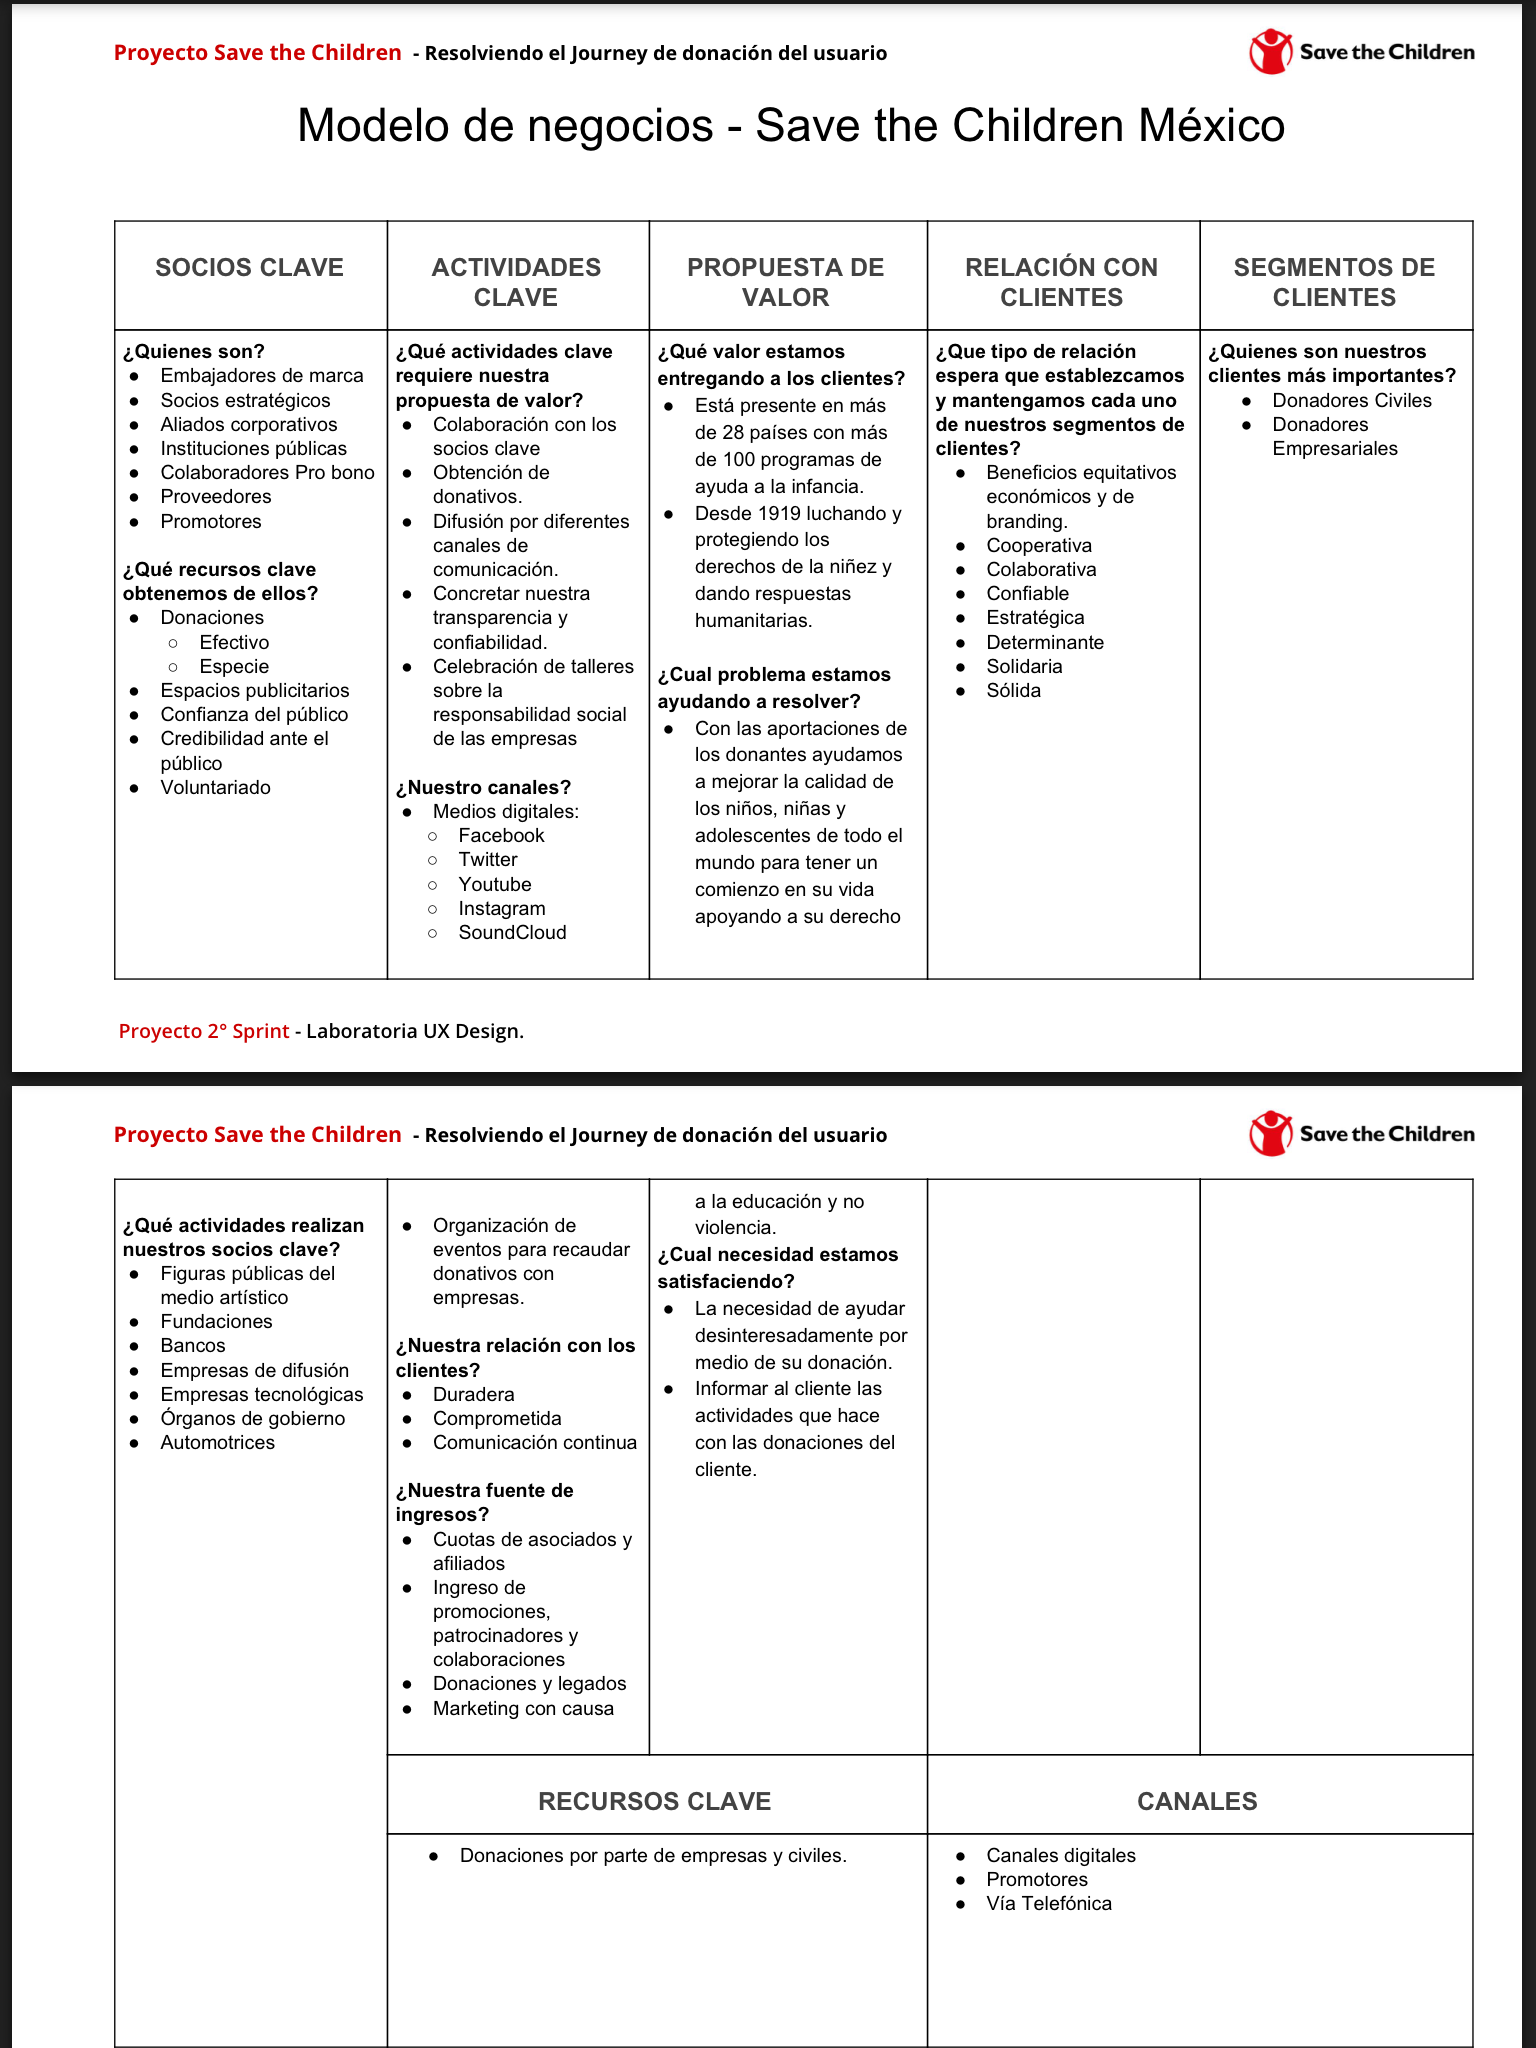 Proyecto Save the Children - Resolviendo el Journey de donación del usuario
Save the Children
Modelo de negocios - Save the Children México
SOCIOS CLAVE
¿Quienes son?
● Embajadores de marca
● Socios estratégicos
● Aliados corporativos
● Instituciones públicas
● Colaboradores Pro bono
● Proveedores
● Promotores
¿Qué recursos clave
obtenemos de ellos?
● Donaciones
○ Efectivo
○ Especie
● Espacios publicitarios
● Confianza del público
● Credibilidad ante el
público
● Voluntariado
ACTIVIDADES
CLAVE
¿Qué actividades clave
requiere nuestra
propuesta de valor?
● Colaboración con los
socios clave
● Obtención de
donativos.
● Difusión por diferentes
canales de
comunicación.
● Concretar nuestra
transparencia y
confiabilidad.
● Celebración de talleres
sobre la
responsabilidad social
de las empresas
¿Nuestro canales?
● Medios digitales:
○ Facebook
○ Twitter
○ Youtube
○ Instagram
○ SoundCloud
PROPUESTA DE
VALOR
¿Qué valor estamos
entregando a los clientes?
● Está presente en más
de 28 países con más
de 100 programas de
ayuda a la infancia.
● Desde 1919 luchando y
protegiendo los
derechos de la niñez y
dando respuestas
humanitarias.
¿Cual problema estamos
ayudando a resolver?
● Con las aportaciones de
los donantes ayudamos
a mejorar la calidad de
los niños, niñas y
adolescentes de todo el
mundo para tener un
comienzo en su vida
apoyando a su derecho
RELACIÓN CON
CLIENTES
¿Que tipo de relación
espera que establezcamos
y mantengamos cada uno
de nuestros segmentos de
clientes?
● Beneficios equitativos
económicos y de
branding.
● Cooperativa
● Colaborativa
● Confiable
● Estratégica
● Determinante
● Solidaria
● Sólida
SEGMENTOS DE
CLIENTES
¿Quienes son nuestros
clientes más importantes?
● Donadores Civiles
● Donadores
Empresariales
Proyecto 2° Sprint - Laboratoria UX Design.
Proyecto Save the Children - Resolviendo el Journey de donación del usuario
Save the Children
¿Qué actividades realizan
nuestros socios clave?
● Figuras públicas del
medio artístico
● Fundaciones
● Bancos
● Empresas de difusión
● Empresas tecnológicas
● Órganos de gobierno
● Automotrices
● Organización de
eventos para recaudar
donativos con
empresas.
¿Nuestra relación con los
clientes?
● Duradera
● Comprometida
● Comunicación continua
¿Nuestra fuente de
ingresos?
● Cuotas de asociados y
afiliados
● Ingreso de
promociones,
patrocinadores y
colaboraciones
● Donaciones y legados
● Marketing con causa
a la educación y no
violencia.
¿Cual necesidad estamos
satisfaciendo?
● La necesidad de ayudar
desinteresadamente por
medio de su donación.
● Informar al cliente las
actividades que hace
con las donaciones del
cliente.
RECURSOS CLAVE
● Donaciones por parte de empresas y civiles.
CANALES
● Canales digitales
● Promotores
● Vía Telefónica